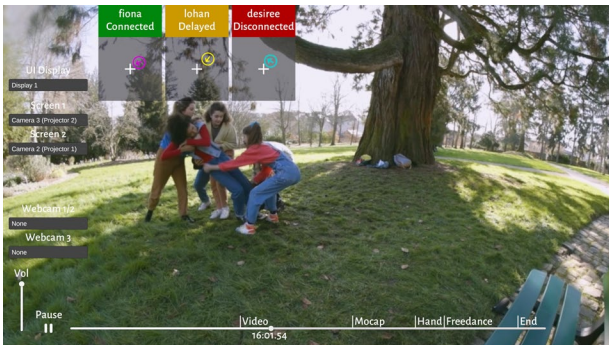 fiona
Connected
lohan
Delayed
desiree
Disconnected
UI Display
Display 1
Screen 1
Camera 3 (Projector 2)
Screen 2
Camera 2 (Projector 1)
Webcam 1/2
None
Webcam 3
None
Vol
Pause
Video
Mocap
Hand
Freedance
End
16:01.54